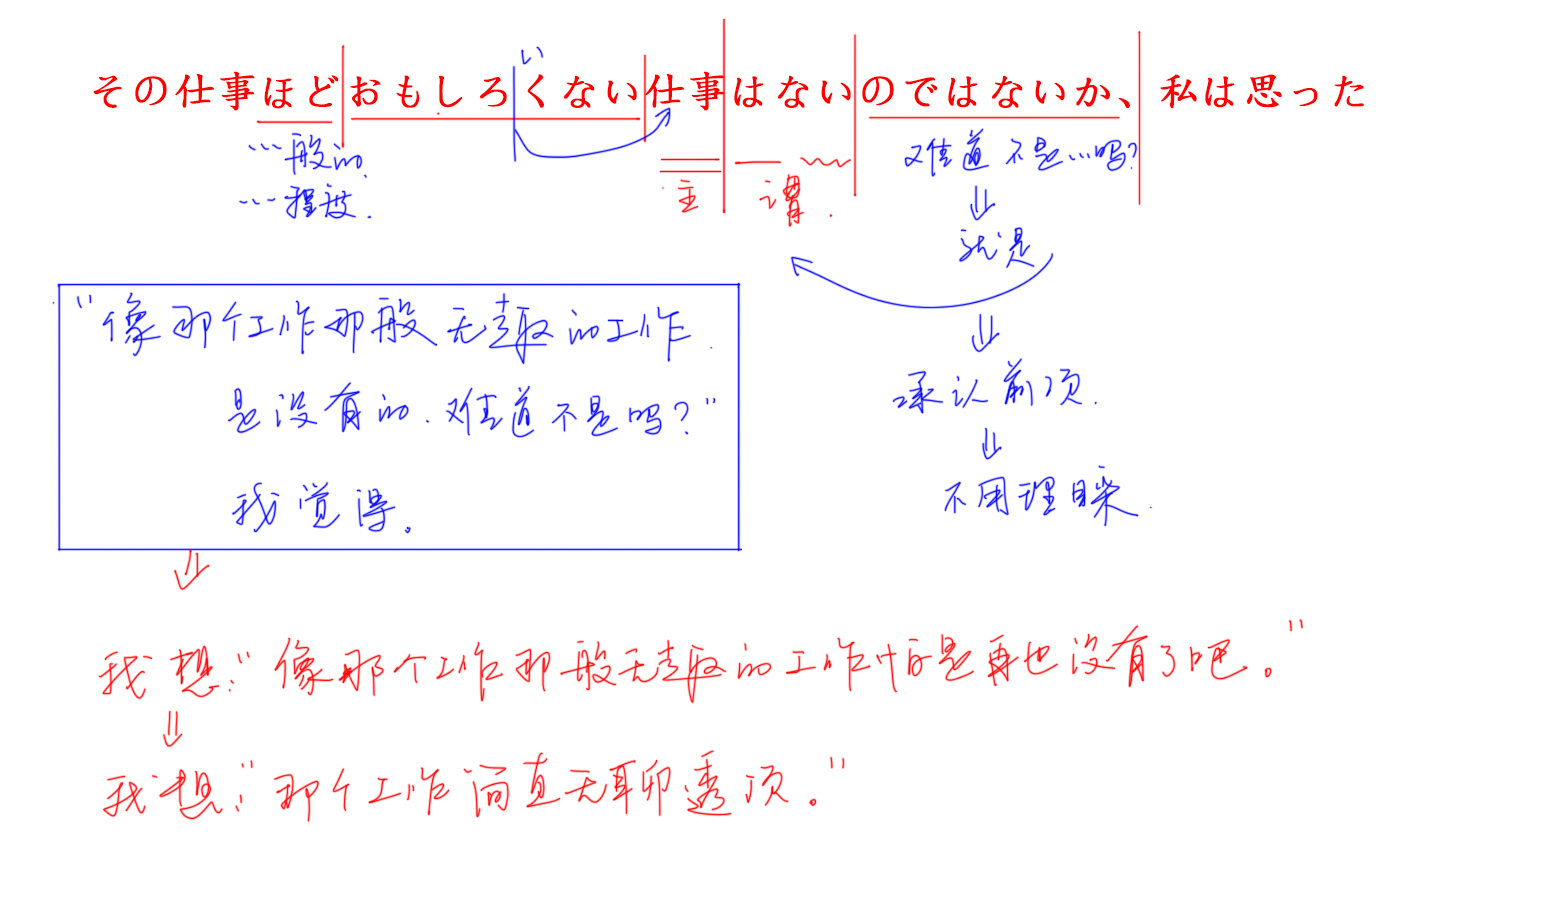 い
その仕事ほどおもしろくない仕事はないのではないか、私は思った
…般的.
…程度.
主
谓.
难道不是…吗?
就是
"像那个工作那般无趣的工作.
是没有的.难道不是吗?"
我觉得。
承认前项.
不用理睬.
我想:"像那个工作那般无趣的工作怕是再也没有了吧。"
我想:"那个工作简直无聊透顶。"